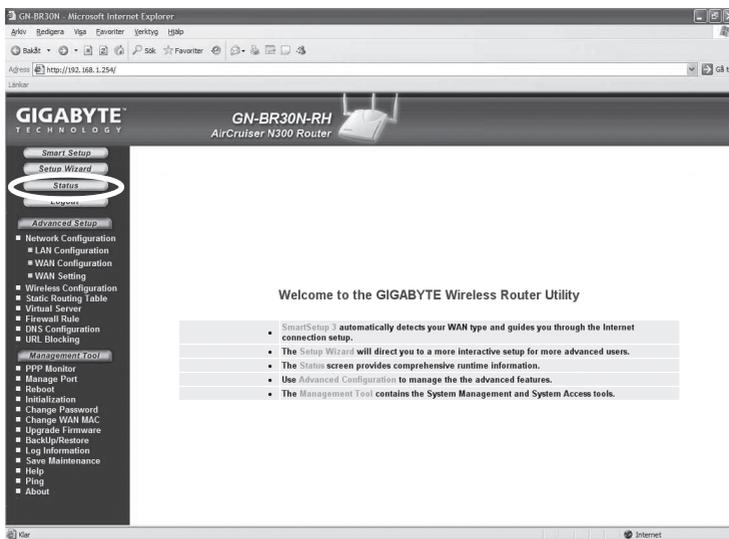 GN-BR30N - Microsoft Internet Explorer
Arkiv Redigera Visa Favoriter Verktyg Hjälp
Bakåt Sök Favoriter
Adress http://192.168.1.254/ Gå t
Länkar
GIGABYTE™
TECHNOLOGY
GN-BR30N-RH
AirCruiser N300 Router
Smart Setup
Setup Wizard
Status
Logout
Advanced Setup
Network Configuration
LAN Configuration
WAN Configuration
WAN Setting
Wireless Configuration
Static Routing Table
Virtual Server
Firewall Rule
DNS Configuration
URL Blocking
Management Tool
PPP Monitor
Manage Port
Reboot
Initialization
Change Password
Change WAN MAC
Upgrade Firmware
BackUp/Restore
Log Information
Save Maintenance
Help
Ping
About
Welcome to the GIGABYTE Wireless Router Utility
SmartSetup 3 automatically detects your WAN type and guides you through the Internet
connection setup.
The Setup Wizard will direct you to a more interactive setup for more advanced users.
The Status screen provides comprehensive runtime information.
Use Advanced Configuration to manage the the advanced features.
The Management Tool contains the System Management and System Access tools.
Klar Internet